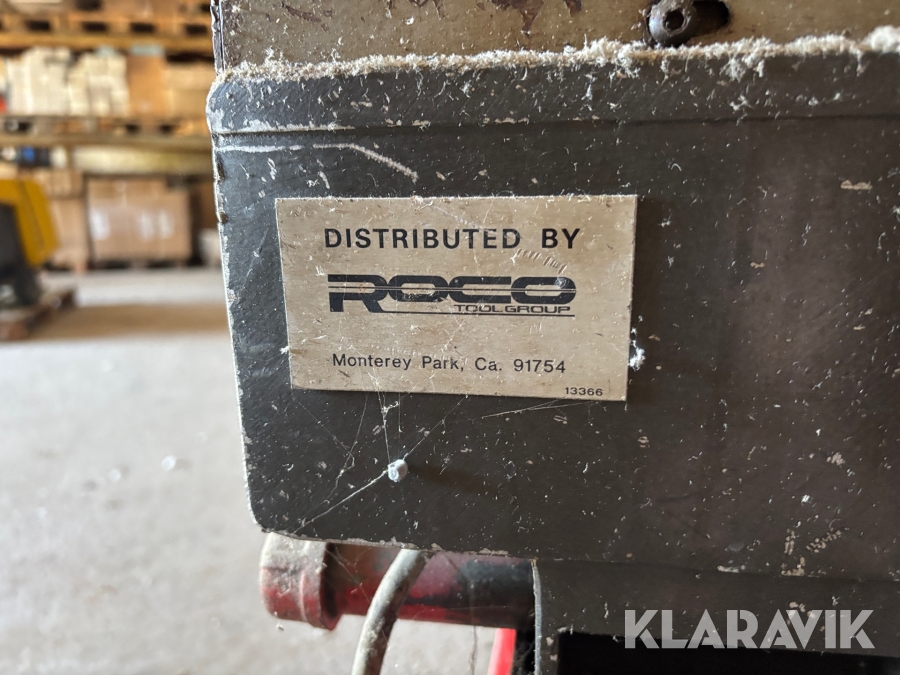 DISTRIBUTED BY
ROCO
TOOL GROUP
Monterey Park, Ca. 91754
13366
KLARAVIK